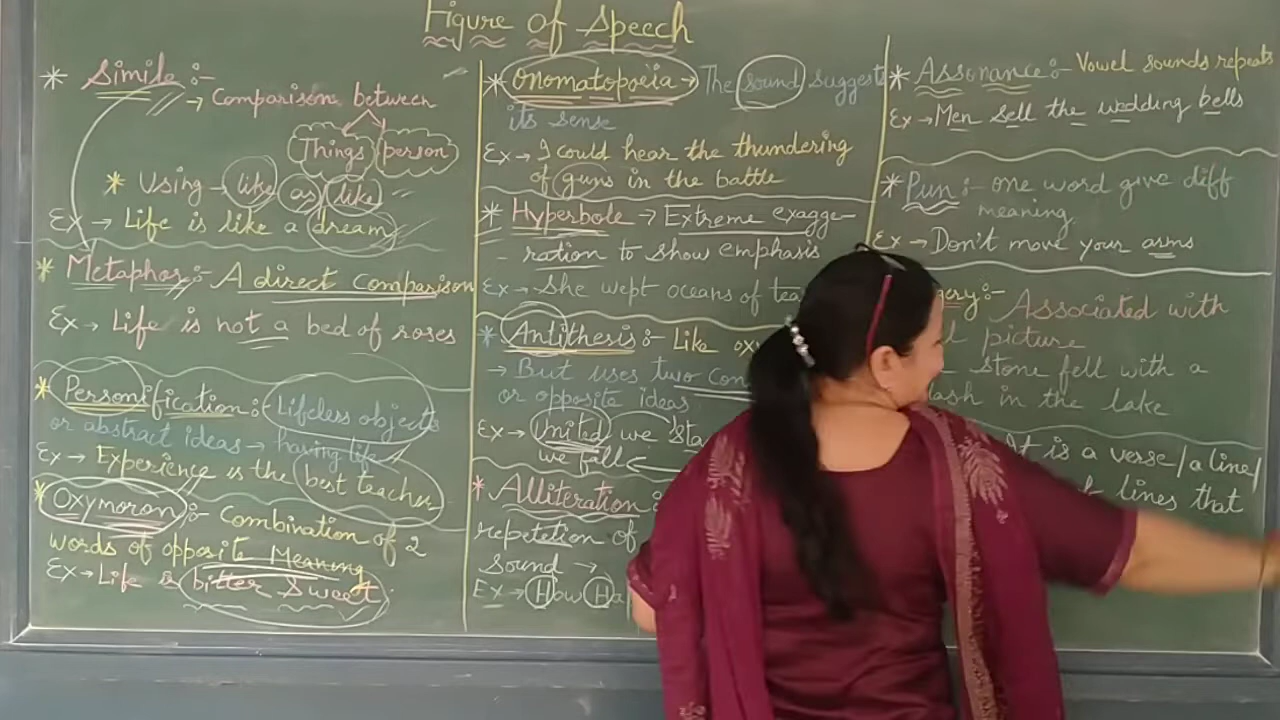 Figure of Speech
* Simile :-
→ Comparison between
Things person
* Using - like as like
Ex → Life is like a dream
* Metaphor :- A direct comparison
Ex → Life is not a bed of roses
* Personification :- Lifeless objects
or abstract ideas → having life
Ex → Experience is the best teacher
* Oxymoron :- Combination of 2
words of opposite Meaning
Ex → Life is bitter Sweet
* Onomatopoeia → The sound suggest
its sense
Ex → I could hear the thundering
of guns in the battle
* Hyperbole → Extreme exagge-
- ration to show emphasis
Ex → She wept oceans of
* Antithesis :- Like
→ But uses two
or opposite ideas
Ex → United we
we fall ←
* Alliteration :
repetetion of
sound →
Ex → How
* Assonance :- Vowel sounds repeats
Ex → Men sell the wedding bells
* Pun :- one word give diff
meaning
Ex → Don't move your arms
:- Associated with
picture
stone fell with a
in the lake
It is a verse/a line/
lines that